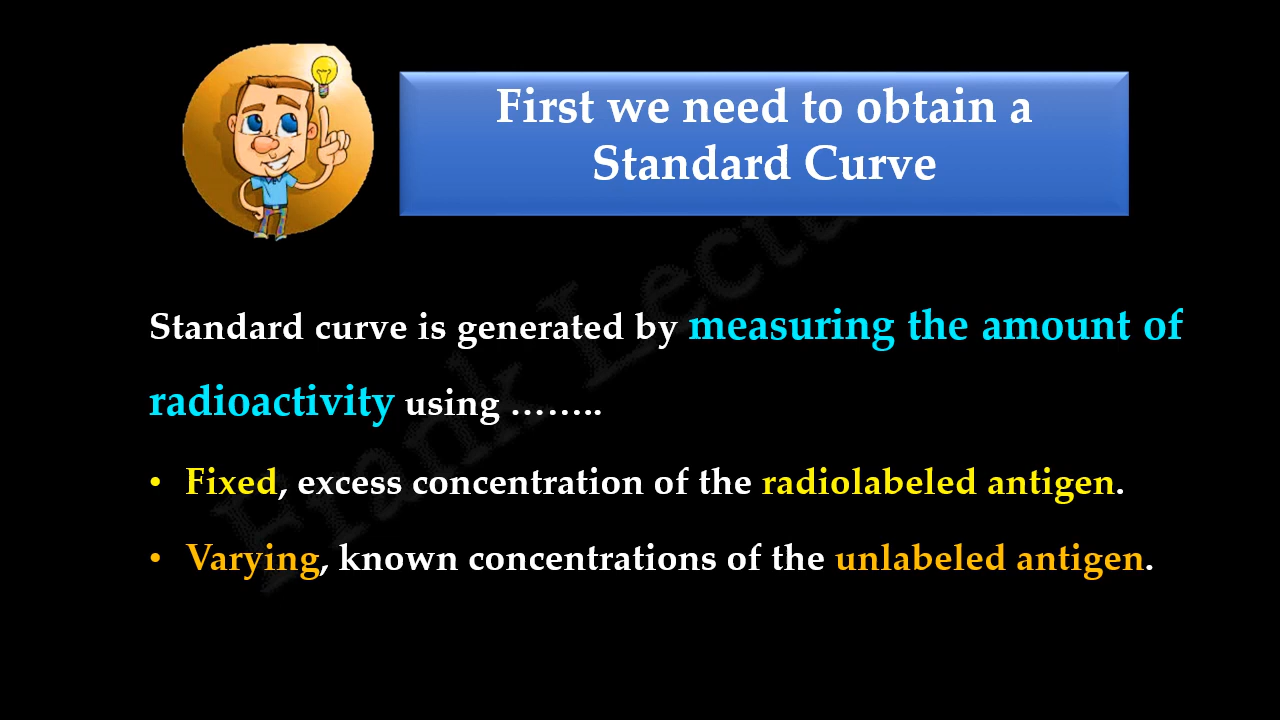 First we need to obtain a
Standard Curve
Standard curve is generated by measuring the amount of
radioactivity using ……..
• Fixed, excess concentration of the radiolabeled antigen.
• Varying, known concentrations of the unlabeled antigen.